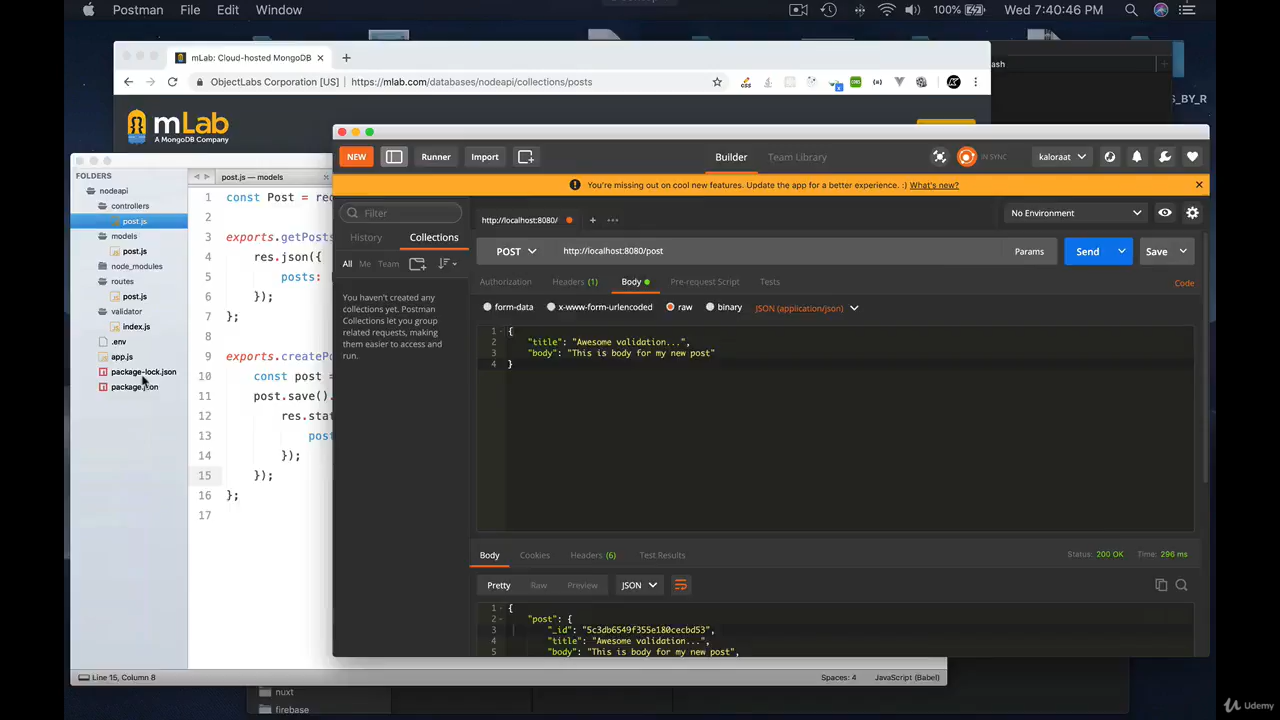 Postman File Edit Window 100% Wed 7:40:46 PM
mLab: Cloud-hosted MongoDB
ash
ObjectLabs Corporation [US] https://mlab.com/databases/nodeapi/collections/posts
S_BY_R
mLab
A MongoDB Company
NEW Runner Import Builder Team Library IN SYNC kaloraat
You're missing out on cool new features. Update the app for a better experience. :) What's new?
FOLDERS
nodeapi
controllers
post.js
models
post.js
node_modules
routes
post.js
validator
index.js
.env
app.js
package-lock.json
package.json
post.js — models
1 const Post = req
2
3 exports.getPosts
4 res.json({
5 posts:
6 });
7 };
8
9 exports.createPo
10 const post =
11 post.save().
12 res.stat
13 post
14 });
15 });
16 };
17
Line 15, Column 8 Spaces: 4 JavaScript (Babel)
Filter
History Collections
All Me Team
You haven't created any
collections yet. Postman
Collections let you group
related requests, making
them easier to access and
run.
http://localhost:8080/ No Environment
POST http://localhost:8080/post Params Send Save
Authorization Headers (1) Body Pre-request Script Tests Code
form-data x-www-form-urlencoded raw binary JSON (application/json)
1 {
2 "title": "Awesome validation...",
3 "body": "This is body for my new post"
4 }
Body Cookies Headers (6) Test Results Status: 200 OK Time: 296 ms
Pretty Raw Preview JSON
1 {
2 "post": {
3 "_id": "5c3db6549f355e180cecbd53",
4 "title": "Awesome validation...",
5 "body": "This is body for my new post",
nuxt
firebase
Udemy